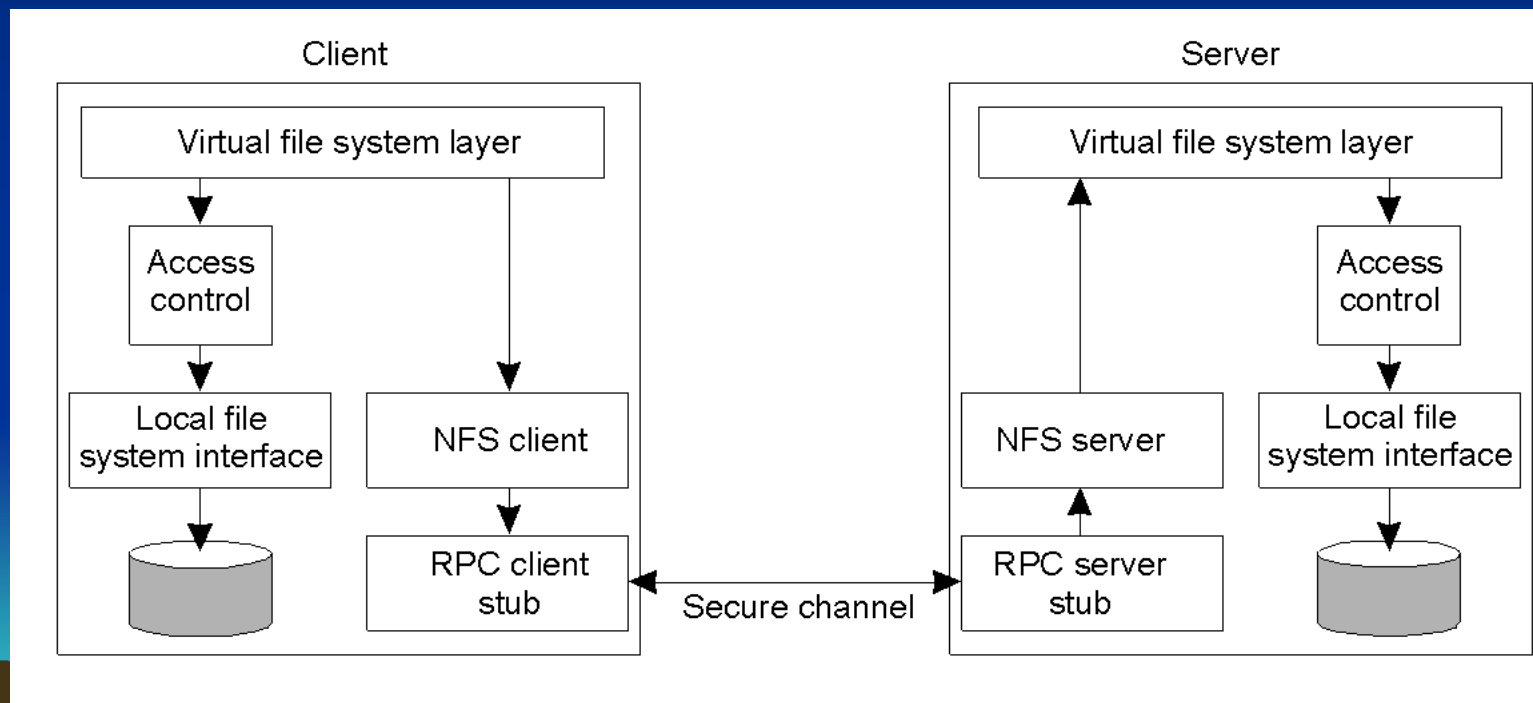 Client
Server
Virtual file system layer
Virtual file system layer
Access
control
Access
control
Local file
system interface
NFS client
NFS server
Local file
system interface
RPC client
stub
Secure channel
RPC server
stub